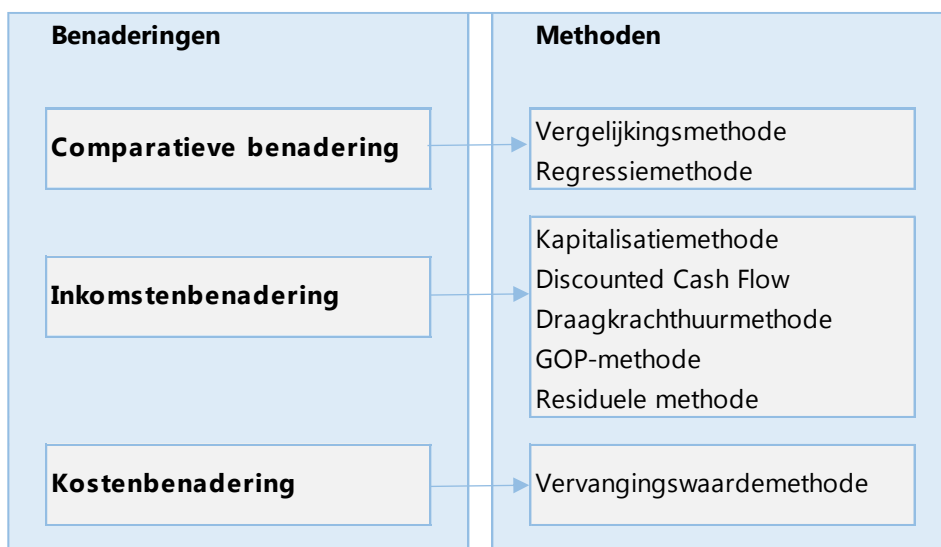 Benaderingen
Methoden
Comparatieve benadering
Vergelijkingsmethode
Regressiemethode
Inkomstenbenadering
Kapitalisatiemethode
Discounted Cash Flow
Draagkrachthuurmethode
GOP-methode
Residuele methode
Kostenbenadering
Vervangingswaardemethode